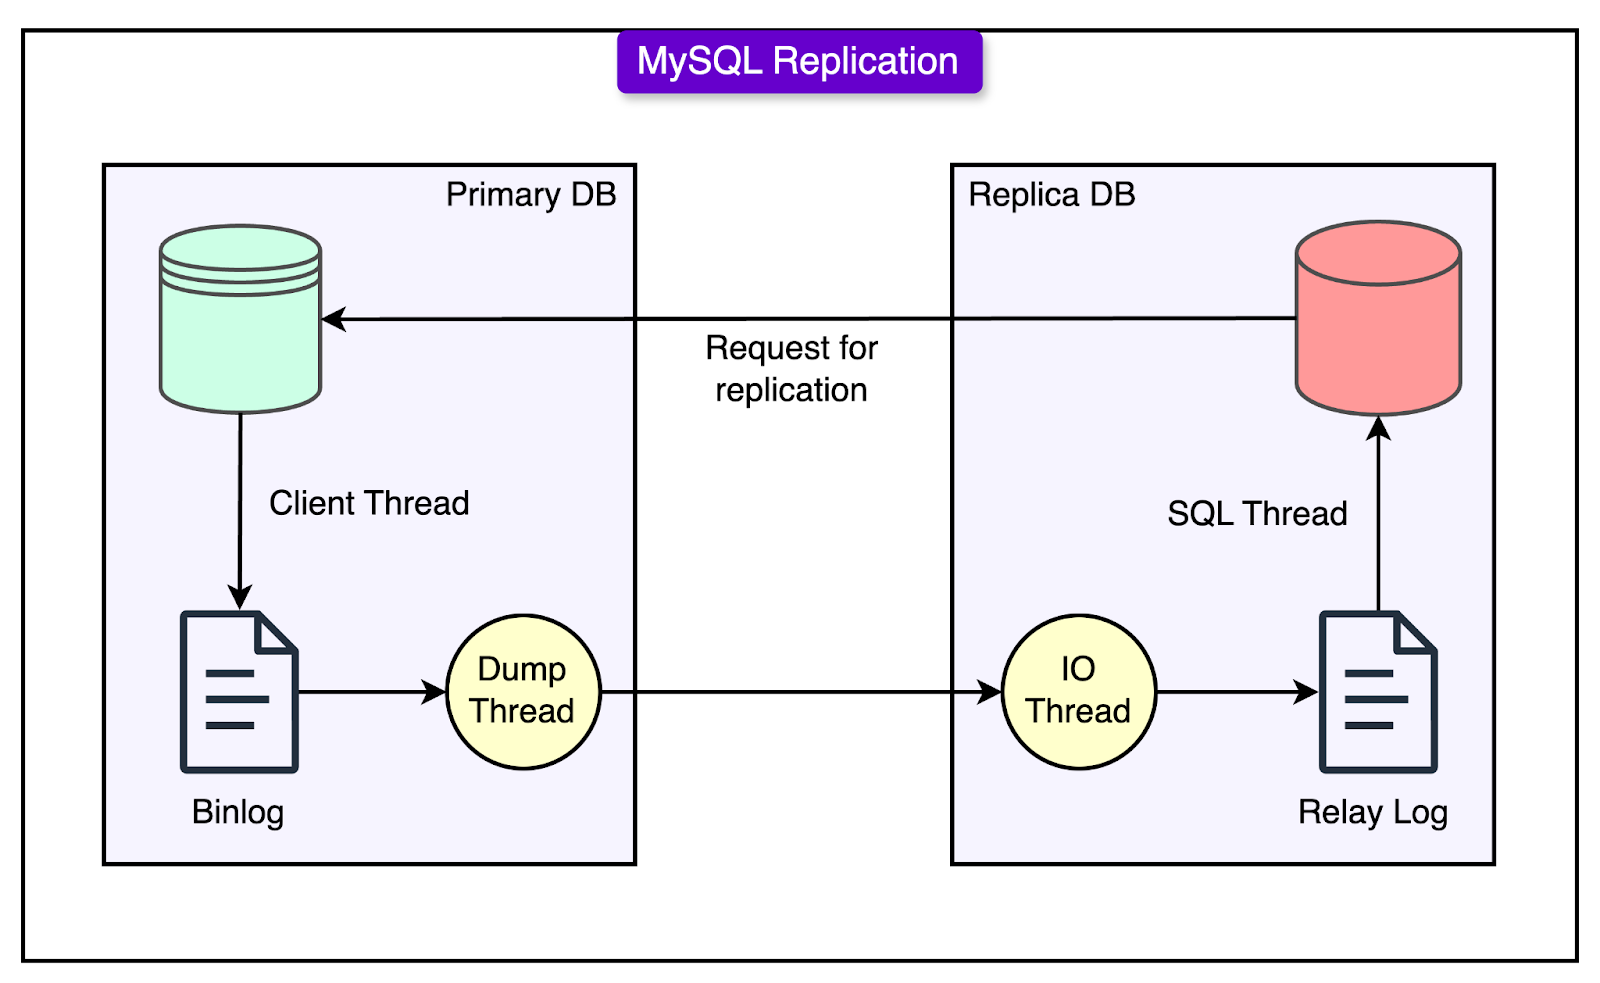 MySQL Replication
Primary DB
Replica DB
Request for
replication
Client Thread
SQL Thread
Dump
Thread
IO
Thread
Binlog
Relay Log